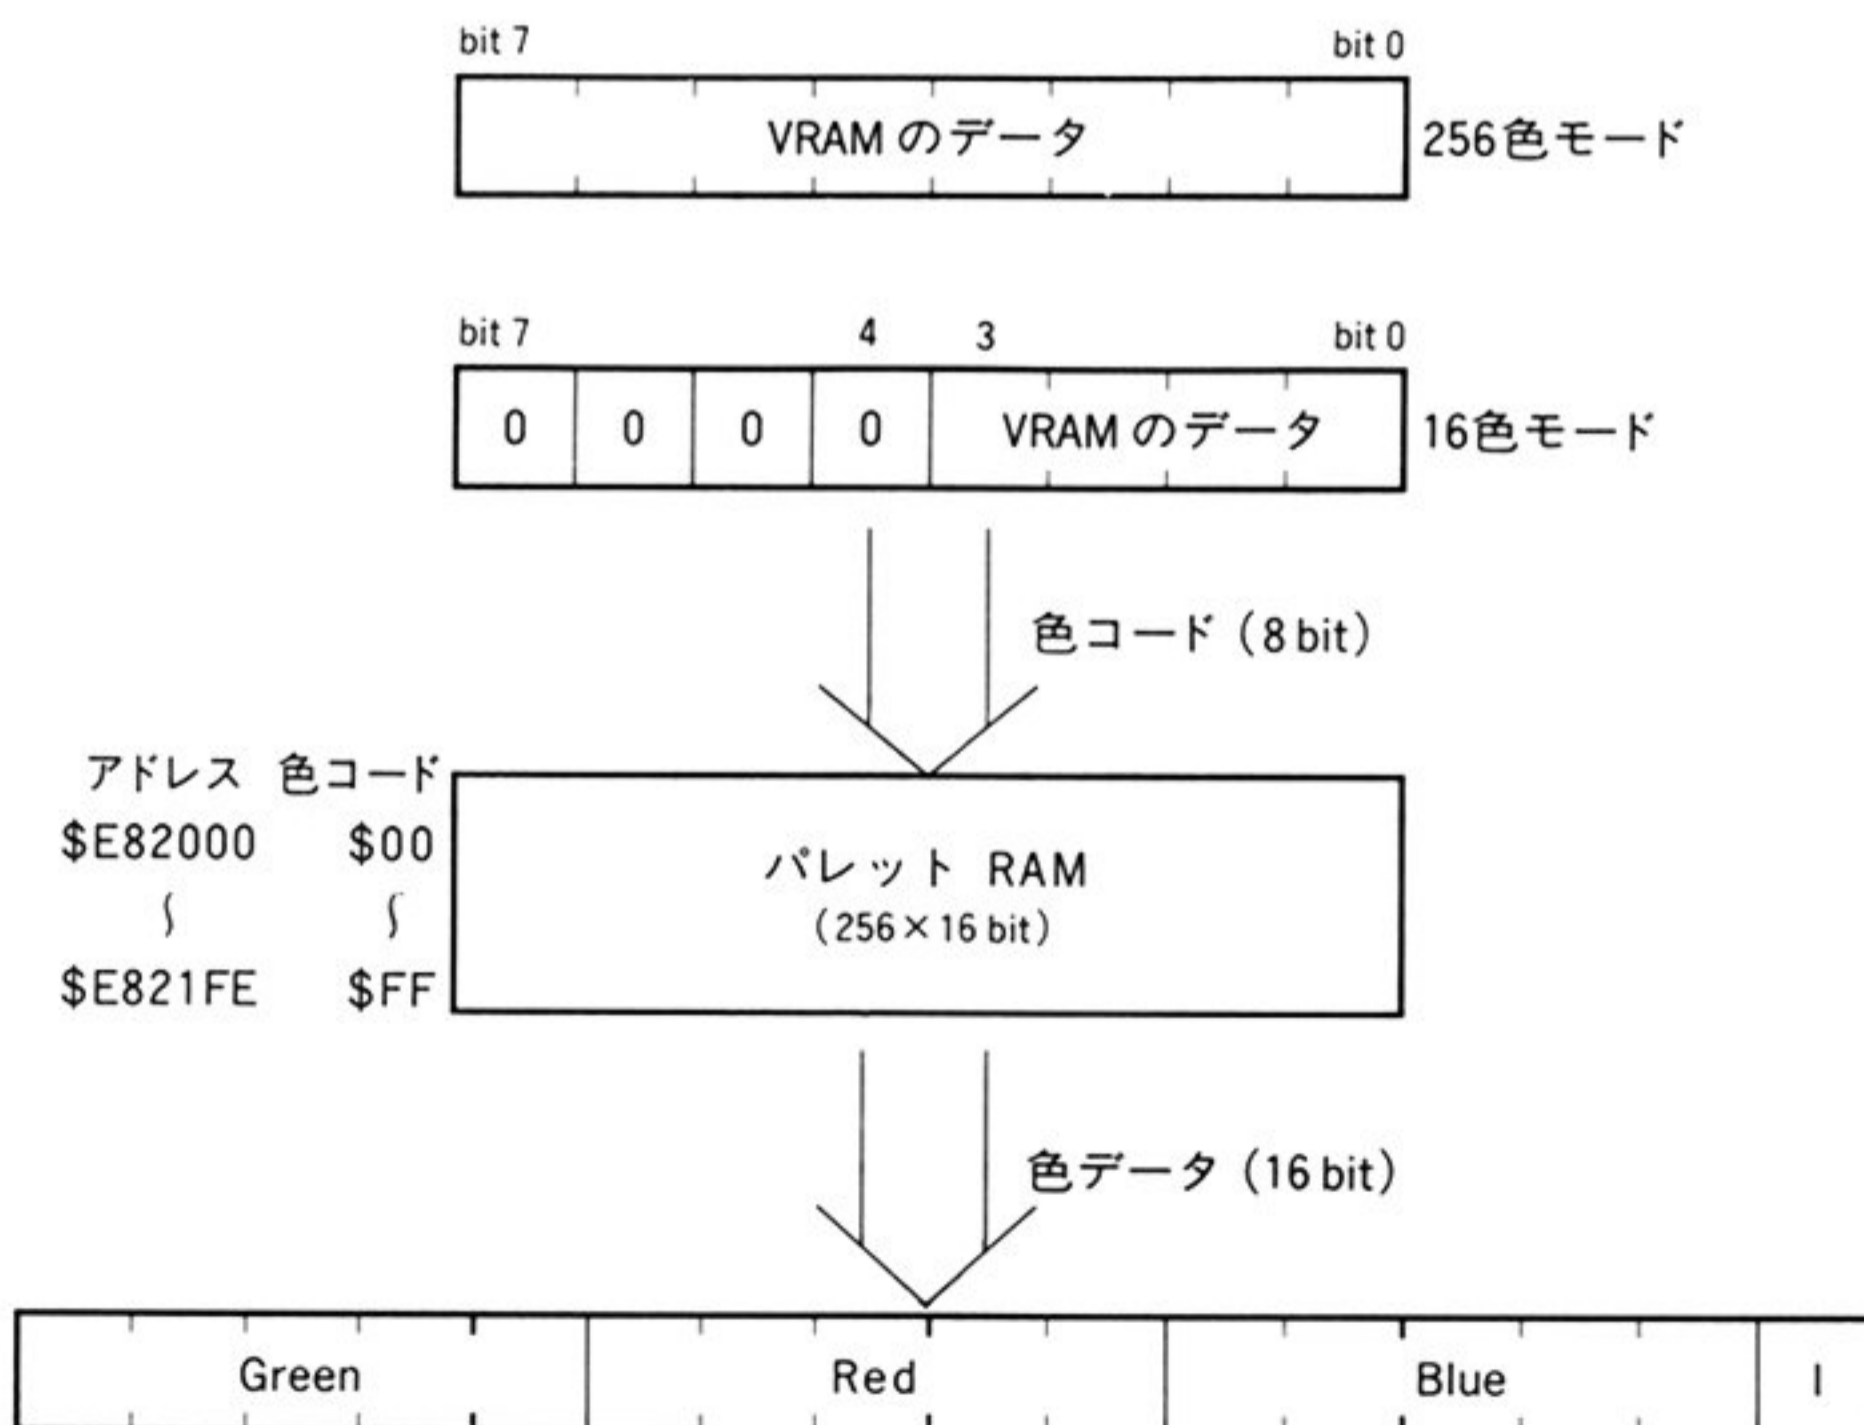 bit 7 bit 0
VRAM のデータ 256色モード
bit 7 4 3 bit 0
0 0 0 0 VRAM のデータ 16色モード
色コード (8 bit)
アドレス 色コード
$E82000 $00
パレット RAM
∫ ∫
(256×16 bit)
$E821FE $FF
色データ (16 bit)
Green Red Blue I